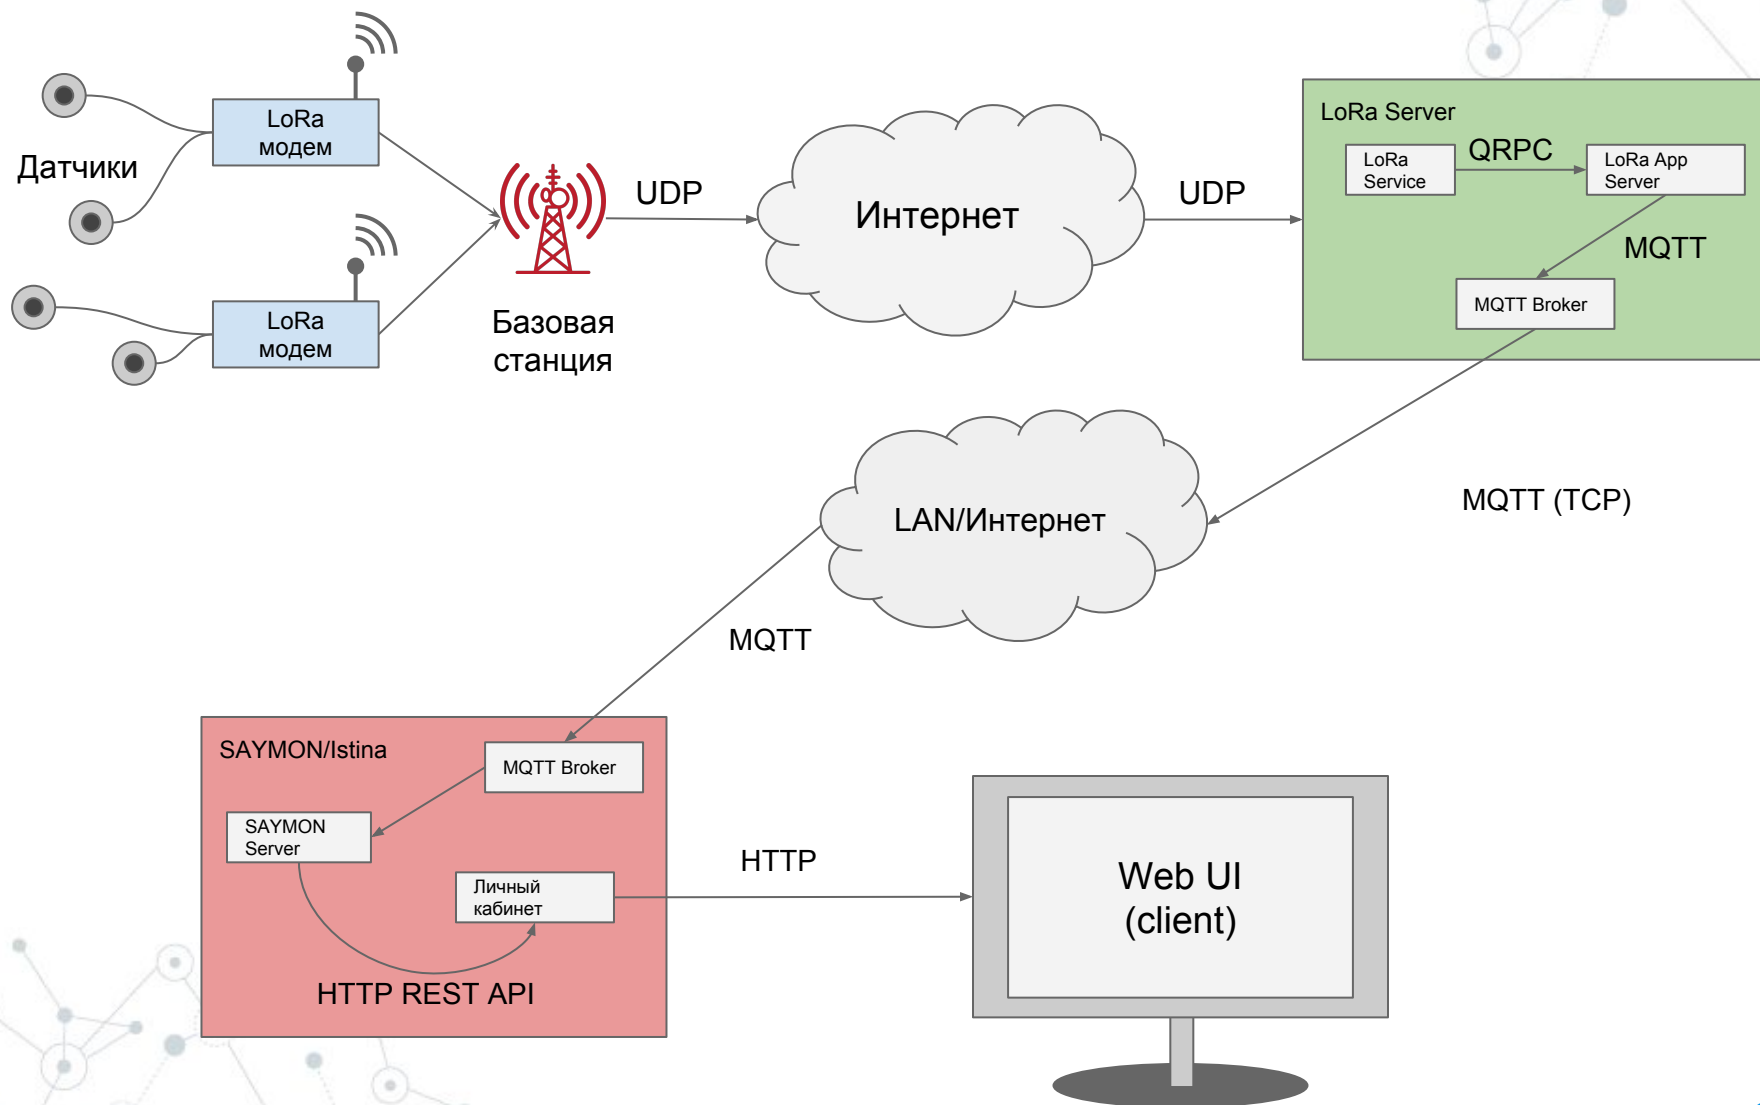 Датчики
LoRa
модем
LoRa
модем
Базовая
станция
UDP
Интернет
UDP
LoRa Server
LoRa
Service
QRPC
LoRa App
Server
MQTT
MQTT Broker
MQTT (TCP)
LAN/Интернет
MQTT
SAYMON/Istina
MQTT Broker
SAYMON
Server
Личный
кабинет
HTTP REST API
HTTP
Web UI
(client)